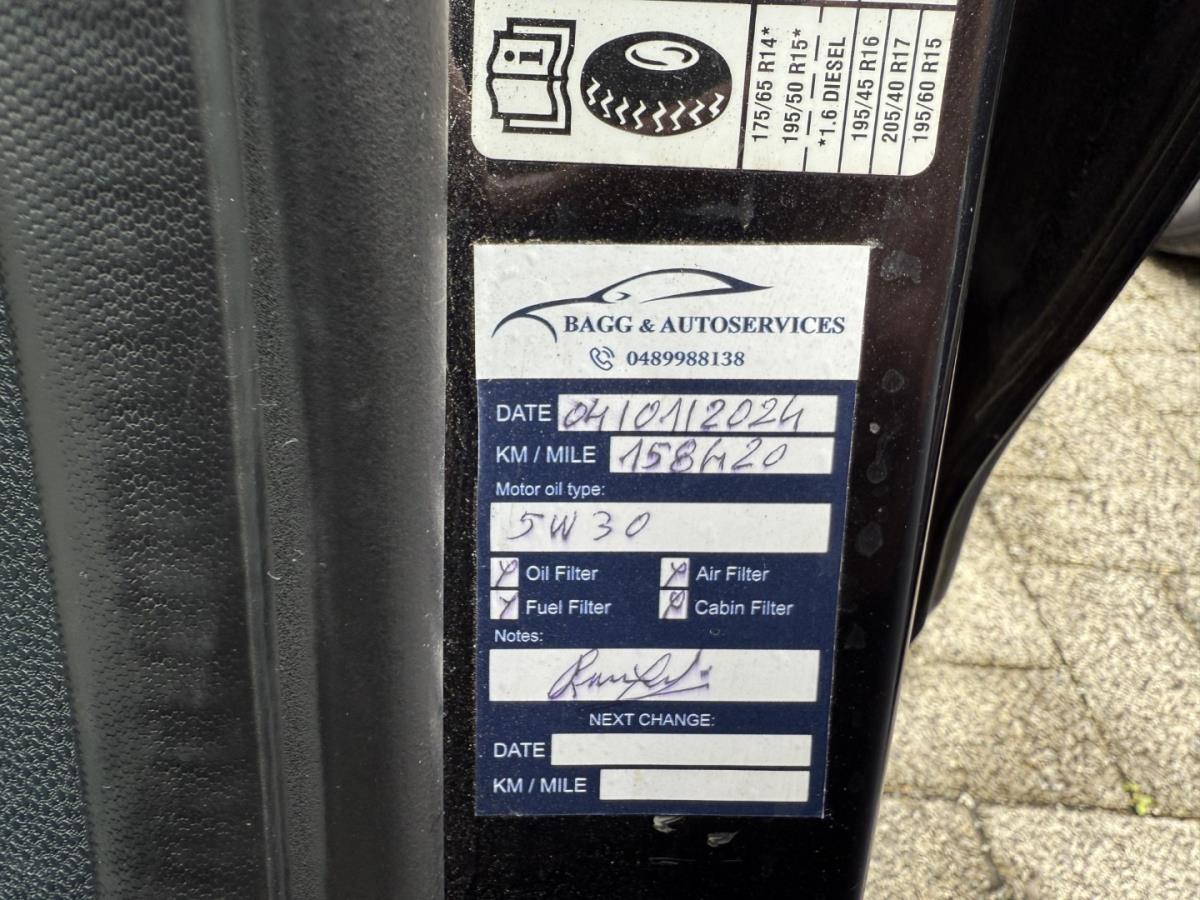 i
175/65 R14*
195/50 R15*
*1.6 DIESEL
195/45 R16
205/40 R17
195/60 R15
BAGG & AUTOSERVICES
0489988138
DATE 04/01/2024
KM / MILE 158420
Motor oil type:
5W30
Oil Filter Air Filter
Fuel Filter Cabin Filter
Notes:
NEXT CHANGE:
DATE
KM / MILE